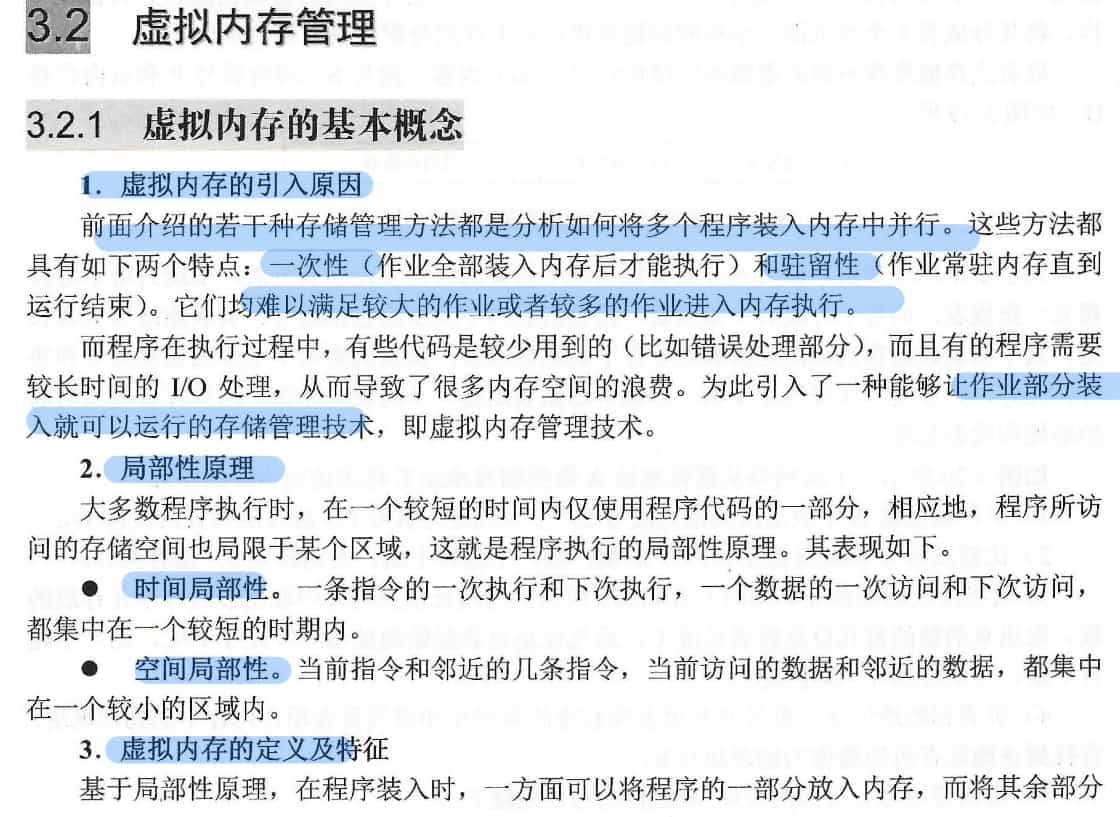 3.2 虚拟内存管理
3.2.1 虚拟内存的基本概念
1. 虚拟内存的引入原因
前面介绍的若干种存储管理方法都是分析如何将多个程序装入内存中并行。这些方法都
具有如下两个特点：一次性（作业全部装入内存后才能执行）和驻留性（作业常驻内存直到
运行结束）。它们均难以满足较大的作业或者较多的作业进入内存执行。
而程序在执行过程中，有些代码是较少用到的（比如错误处理部分），而且有的程序需要
较长时间的 I/O 处理，从而导致了很多内存空间的浪费。为此引入了一种能够让作业部分装
入就可以运行的存储管理技术，即虚拟内存管理技术。
2. 局部性原理
大多数程序执行时，在一个较短的时间内仅使用程序代码的一部分，相应地，程序所访
问的存储空间也局限于某个区域，这就是程序执行的局部性原理。其表现如下。
● 时间局部性。一条指令的一次执行和下次执行，一个数据的一次访问和下次访问，
都集中在一个较短的时期内。
● 空间局部性。当前指令和邻近的几条指令，当前访问的数据和邻近的数据，都集中
在一个较小的区域内。
3. 虚拟内存的定义及特征
基于局部性原理，在程序装入时，一方面可以将程序的一部分放入内存，而将其余部分